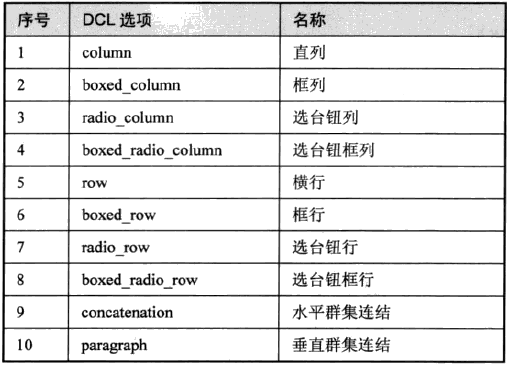 序号 DCL 选项 名称
1 column 直列
2 boxed_column 框列
3 radio_column 选台钮列
4 boxed_radio_column 选台钮框列
5 row 横行
6 boxed_row 框行
7 radio_row 选台钮行
8 boxed_radio_row 选台钮框行
9 concatenation 水平群集连结
10 paragraph 垂直群集连结